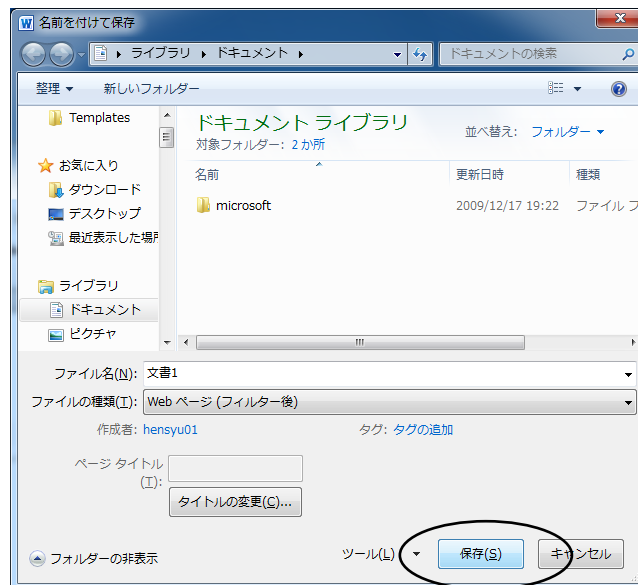 名前を付けて保存
ライブラリ ドキュメント ドキュメントの検索
整理 新しいフォルダー
Templates
お気に入り
ダウンロード
デスクトップ
最近表示した場所
ライブラリ
ドキュメント
ピクチャ
ドキュメント ライブラリ
対象フォルダー: 2 か所
並べ替え: フォルダー
名前 更新日時 種類
microsoft 2009/12/17 19:22 ファイル フ
ファイル名(N): 文書1
ファイルの種類(T): Web ページ (フィルター後)
作成者: hensyu01 タグ: タグの追加
ページ タイトル
(T):
タイトルの変更(C)...
フォルダーの非表示 ツール(L) 保存(S) キャンセル